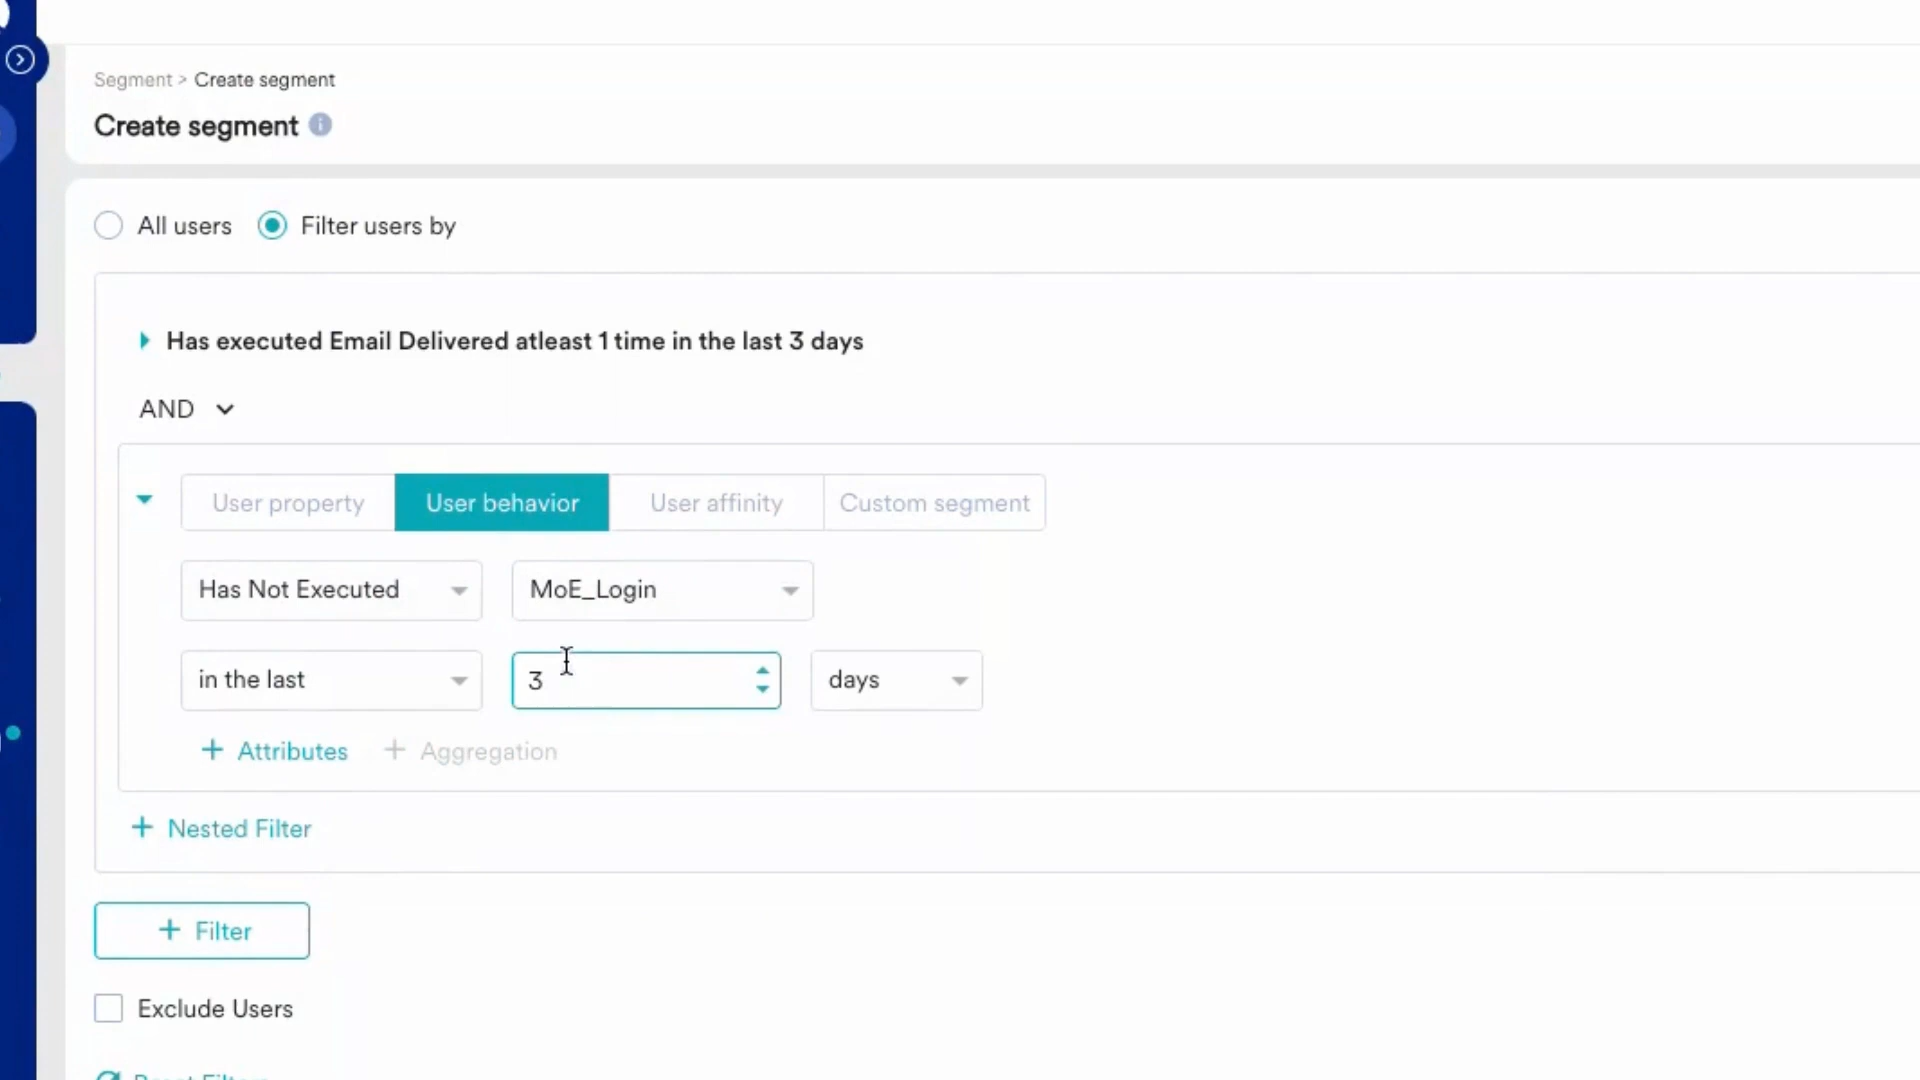 Segment > Create segment
Create segment
All users Filter users by
Has executed Email Delivered atleast 1 time in the last 3 days
AND
User property User behavior User affinity Custom segment
Has Not Executed MoE_Login
in the last 3 days
+ Attributes + Aggregation
+ Nested Filter
+ Filter
Exclude Users
Reset Filters